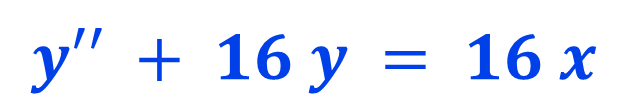 y′′ + 16 y = 16 x